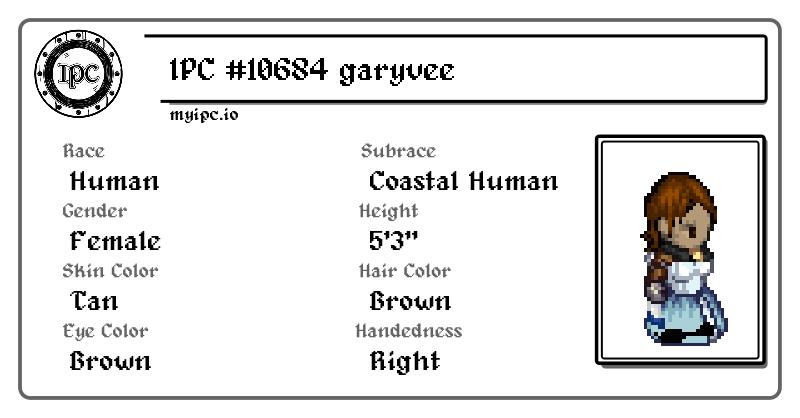 IPC
IPC #10684 garyvee
myipc.io
Race
Human
Subrace
Coastal Human
Gender
Female
Height
5'3"
Skin Color
Tan
Hair Color
Brown
Eye Color
Brown
Handedness
Right